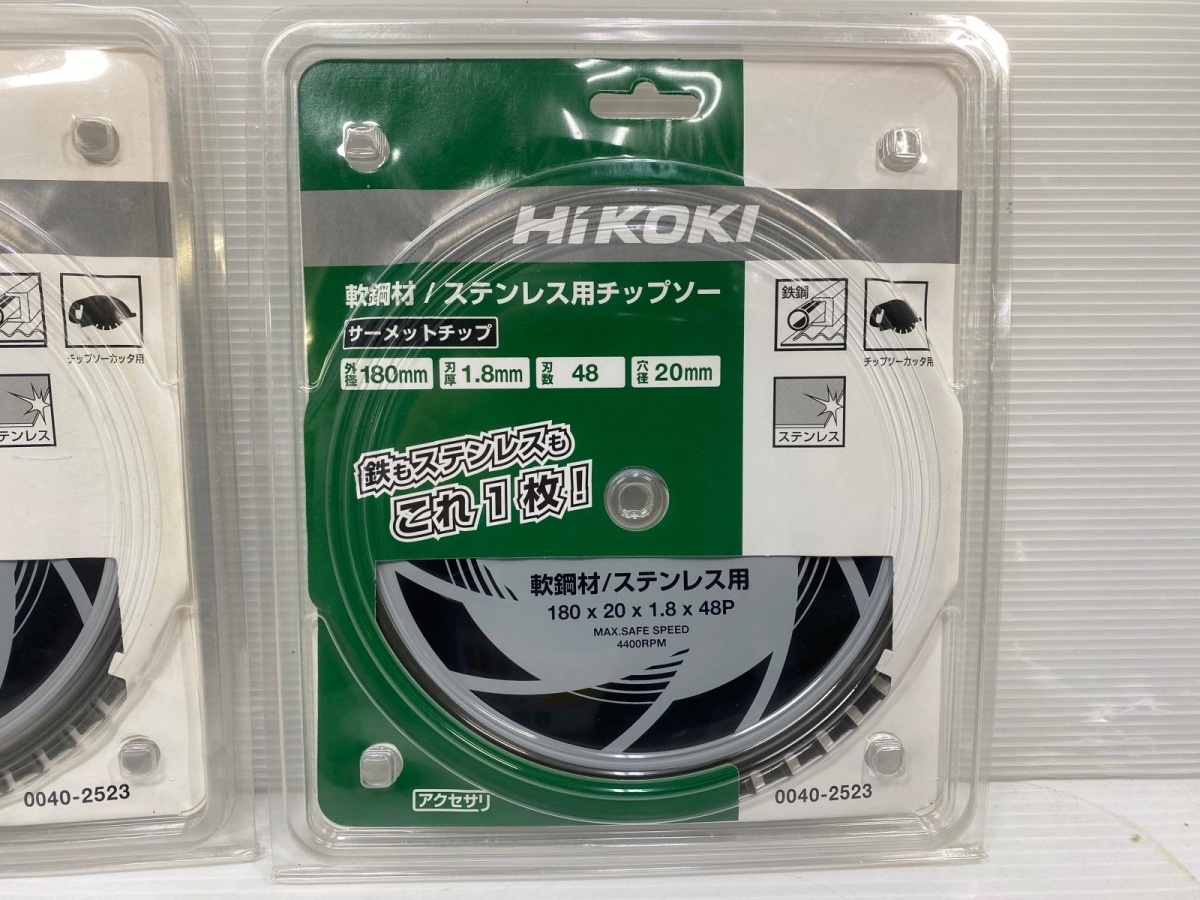 HiKOKI
軟鋼材/ステンレス用チップソー
サーメットチップ
外径 180mm 刃厚 1.8mm 刃数 48 穴径 20mm
鉄鋼
チップソーカッタ用
ステンレス
鉄もステンレスも
これ1枚!
軟鋼材/ステンレス用
180 x 20 x 1.8 x 48P
MAX.SAFE SPEED
4400RPM
アクセサリ
0040-2523
チップソーカッタ用
テンレス
0040-2523